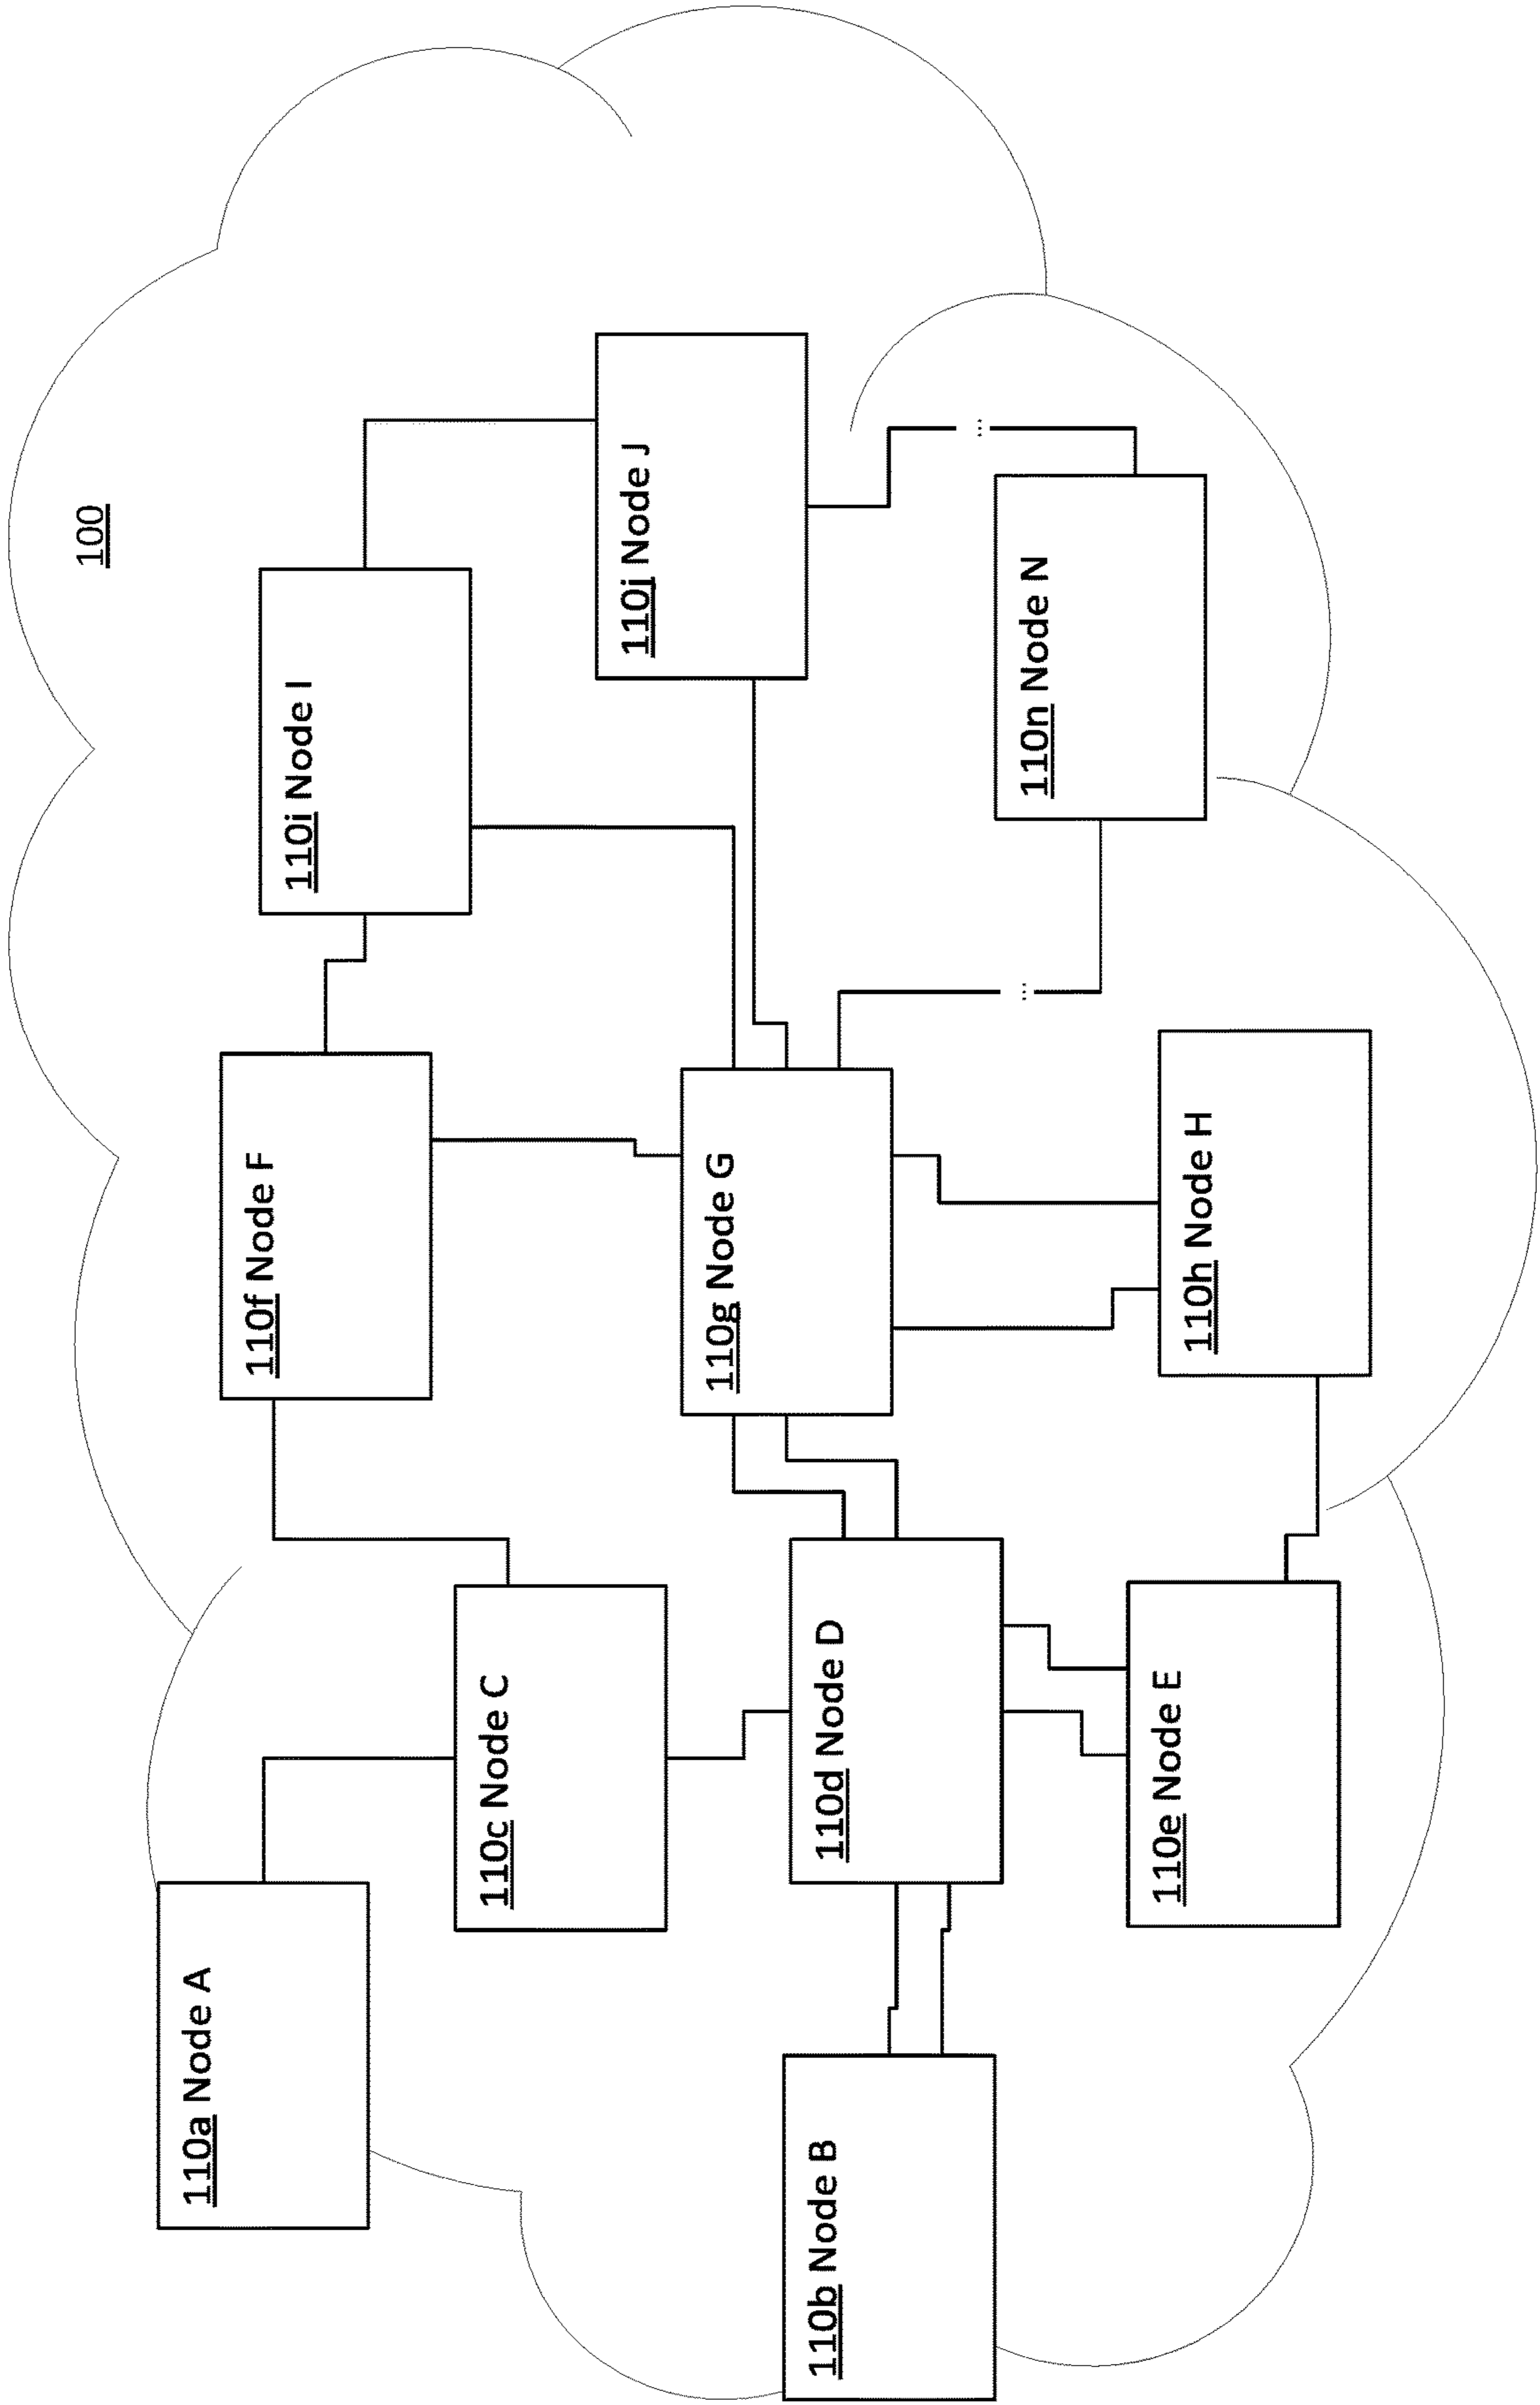 100
110a Node A
110f Node F
110i Node I
110c Node C
110g Node G
110j Node J
110b Node B
110d Node D
110n Node N
...
...
110e Node E
110h Node H